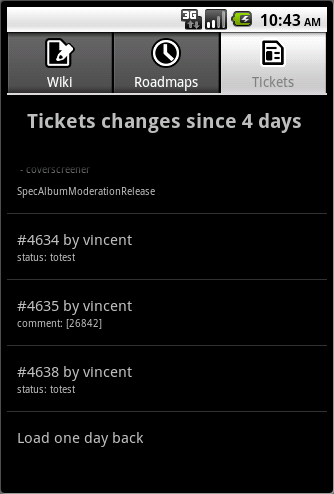 3G 10:43 AM
Wiki Roadmaps Tickets
Tickets changes since 4 days
- coverscreener
SpecAlbumModerationRelease
#4634 by vincent
status: totest
#4635 by vincent
comment: [26842]
#4638 by vincent
status: totest
Load one day back